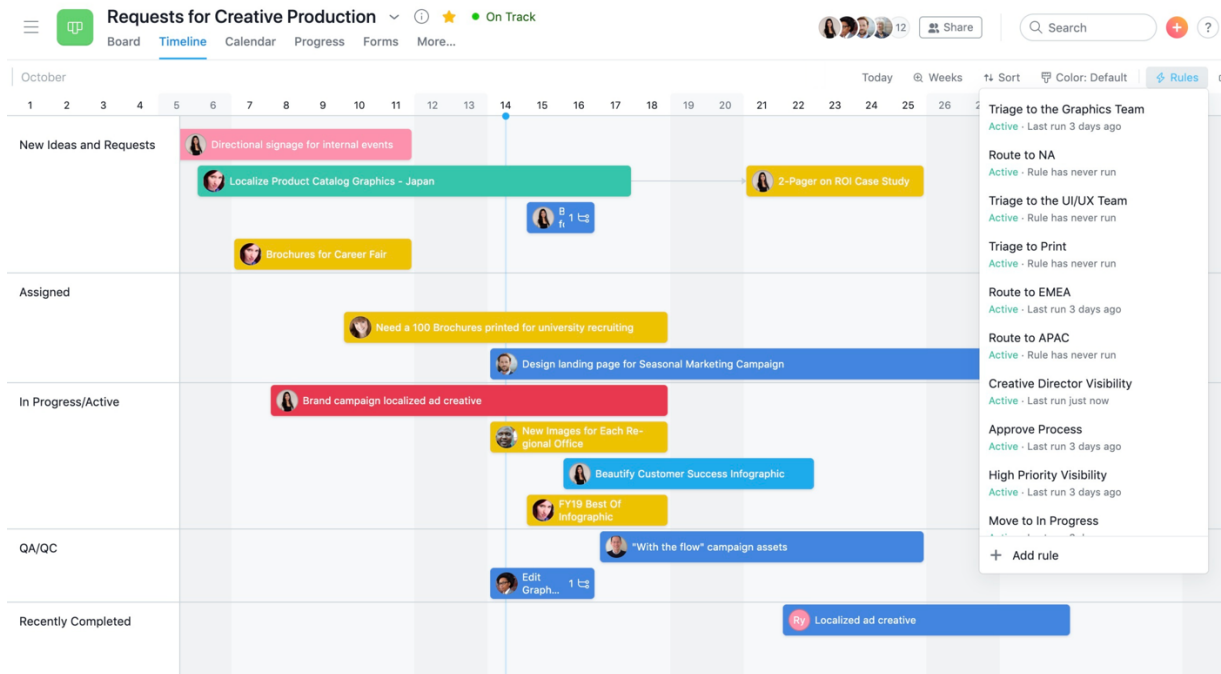 Requests for Creative Production
On Track
12
Share
Search
?
Board Timeline Calendar Progress Forms More...
October
Today Weeks Sort Color: Default Rules
1 2 3 4 5 6 7 8 9 10 11 12 13 14 15 16 17 18 19 20 21 22 23 24 25 26
New Ideas and Requests
Directional signage for internal events
Localize Product Catalog Graphics - Japan
2-Pager on ROI Case Study
1
Brochures for Career Fair
Assigned
Need a 100 Brochures printed for university recruiting
Design landing page for Seasonal Marketing Campaign
In Progress/Active
Brand campaign localized ad creative
New Images for Each Re-
gional Office
Beautify Customer Success Infographic
FY19 Best Of
Infographic
QA/QC
"With the flow" campaign assets
Edit
Graph... 1
Recently Completed
Ry Localized ad creative
Triage to the Graphics Team
Active · Last run 3 days ago
Route to NA
Active · Rule has never run
Triage to the UI/UX Team
Active · Rule has never run
Triage to Print
Active · Rule has never run
Route to EMEA
Active · Last run 3 days ago
Route to APAC
Active · Rule has never run
Creative Director Visibility
Active · Last run just now
Approve Process
Active · Last run 3 days ago
High Priority Visibility
Active · Last run 3 days ago
Move to In Progress
+ Add rule